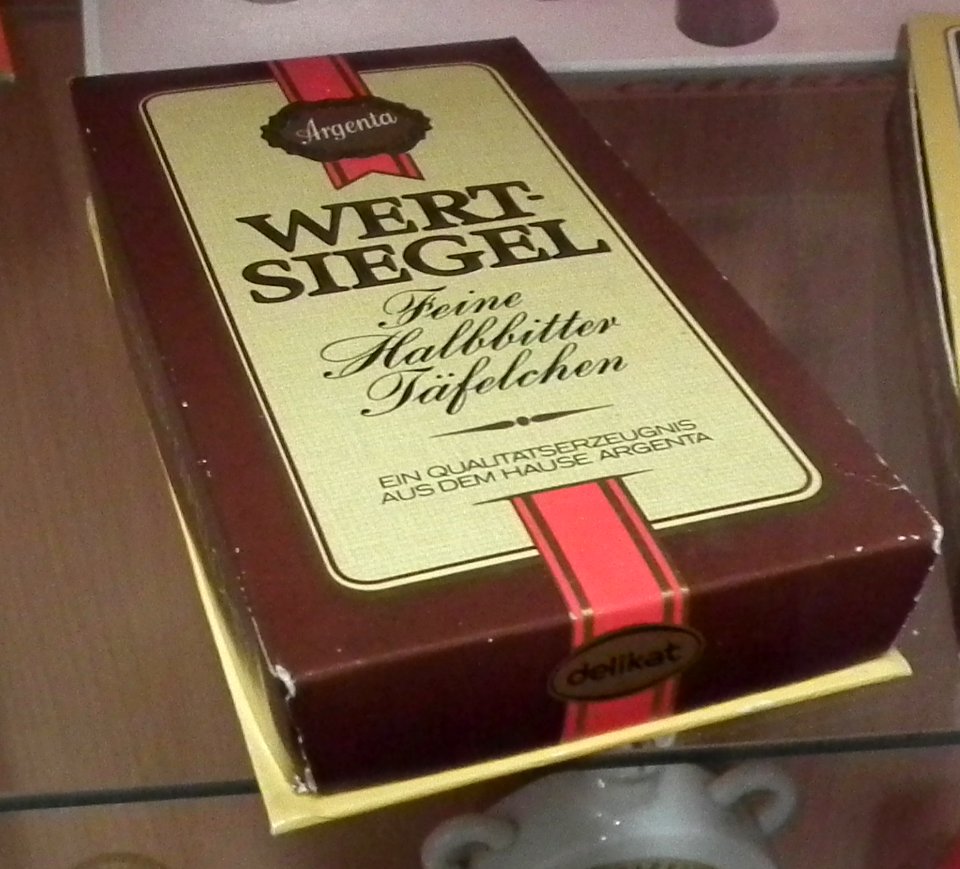 Argenta
WERT-
SIEGEL
Feine
Halbbitter
Täfelchen
EIN QUALITÄTSERZEUGNIS
AUS DEM HAUSE ARGENTA
delikat